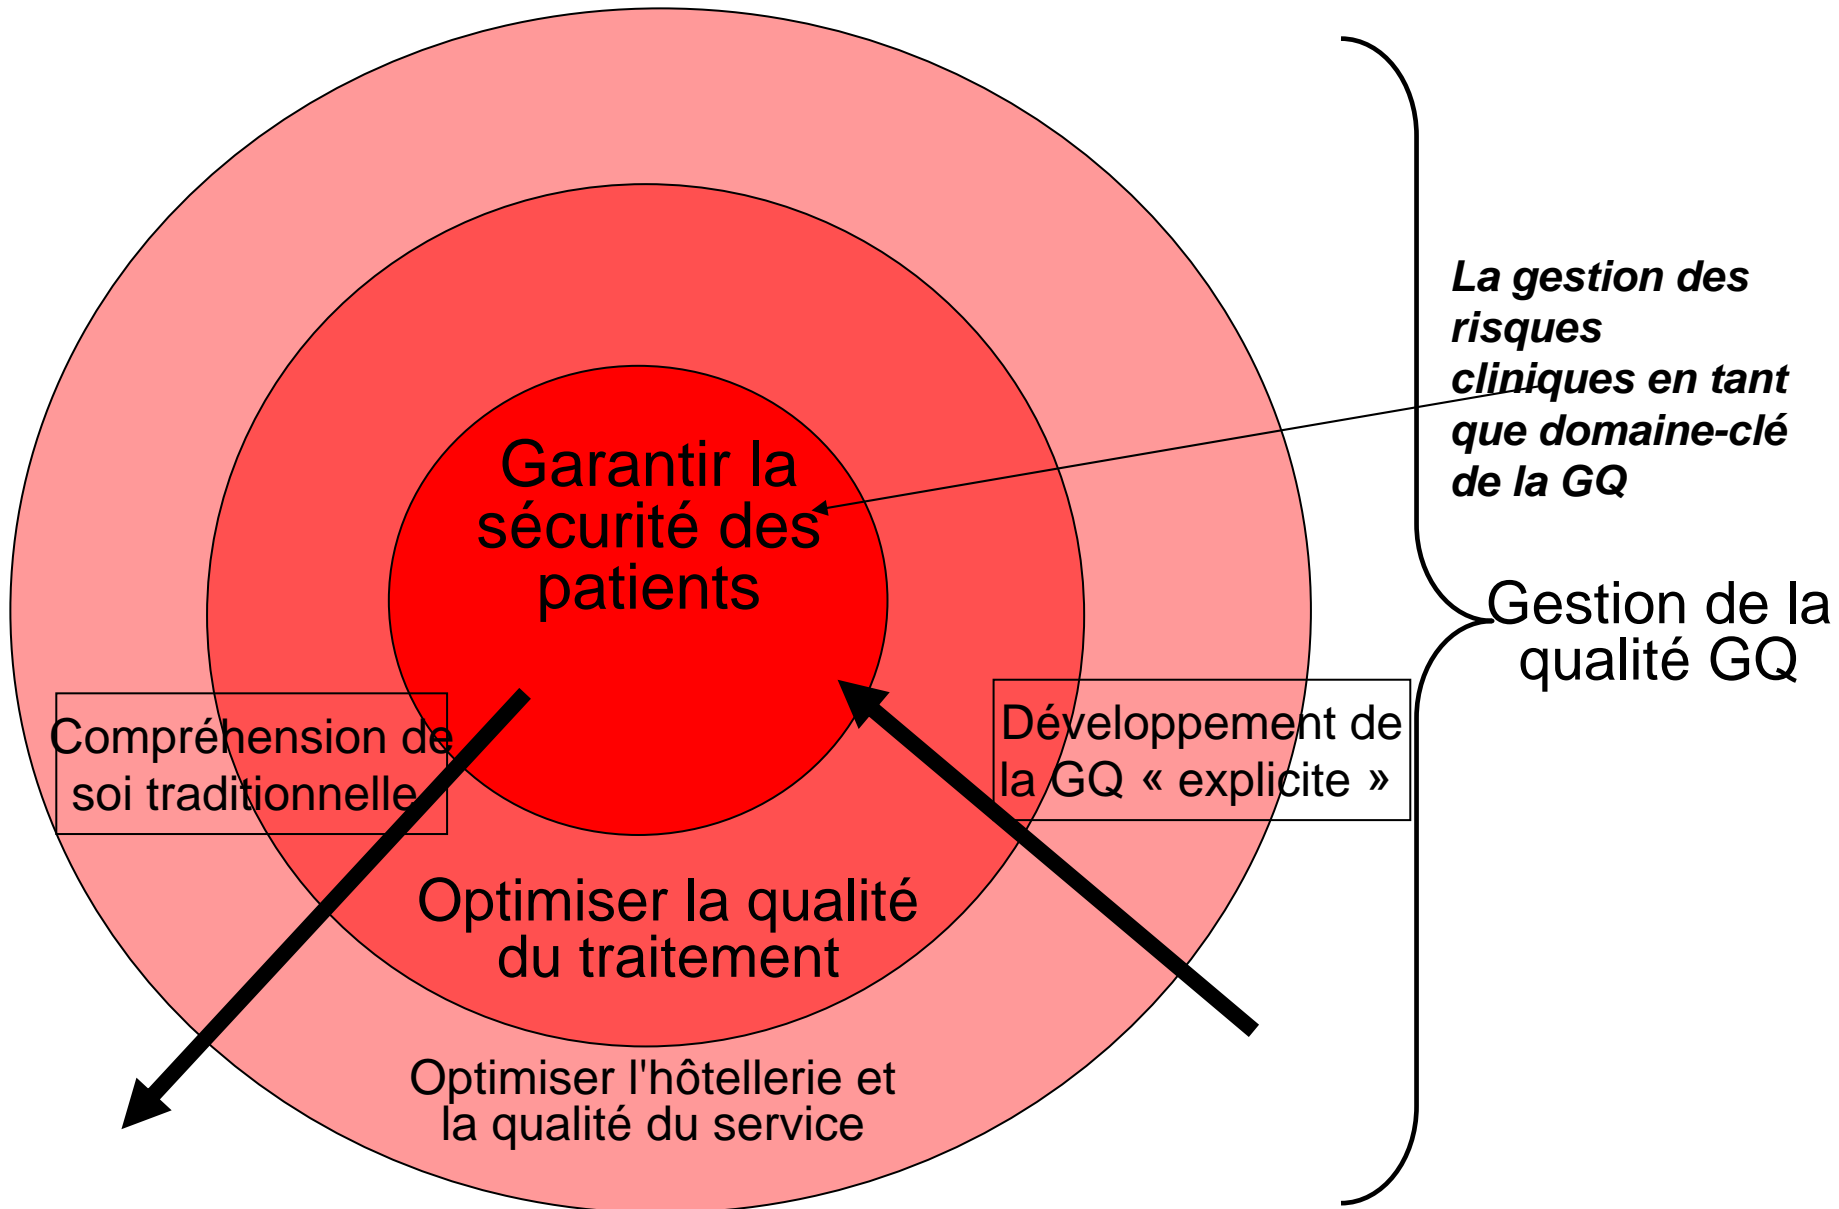 La gestion des
risques
cliniques en tant
que domaine-clé
de la GQ
Garantir la
sécurité des
patients
Gestion de la
qualité GQ
Compréhension de
soi traditionnelle
Développement de
la GQ « explicite »
Optimiser la qualité
du traitement
Optimiser l'hôtellerie et
la qualité du service